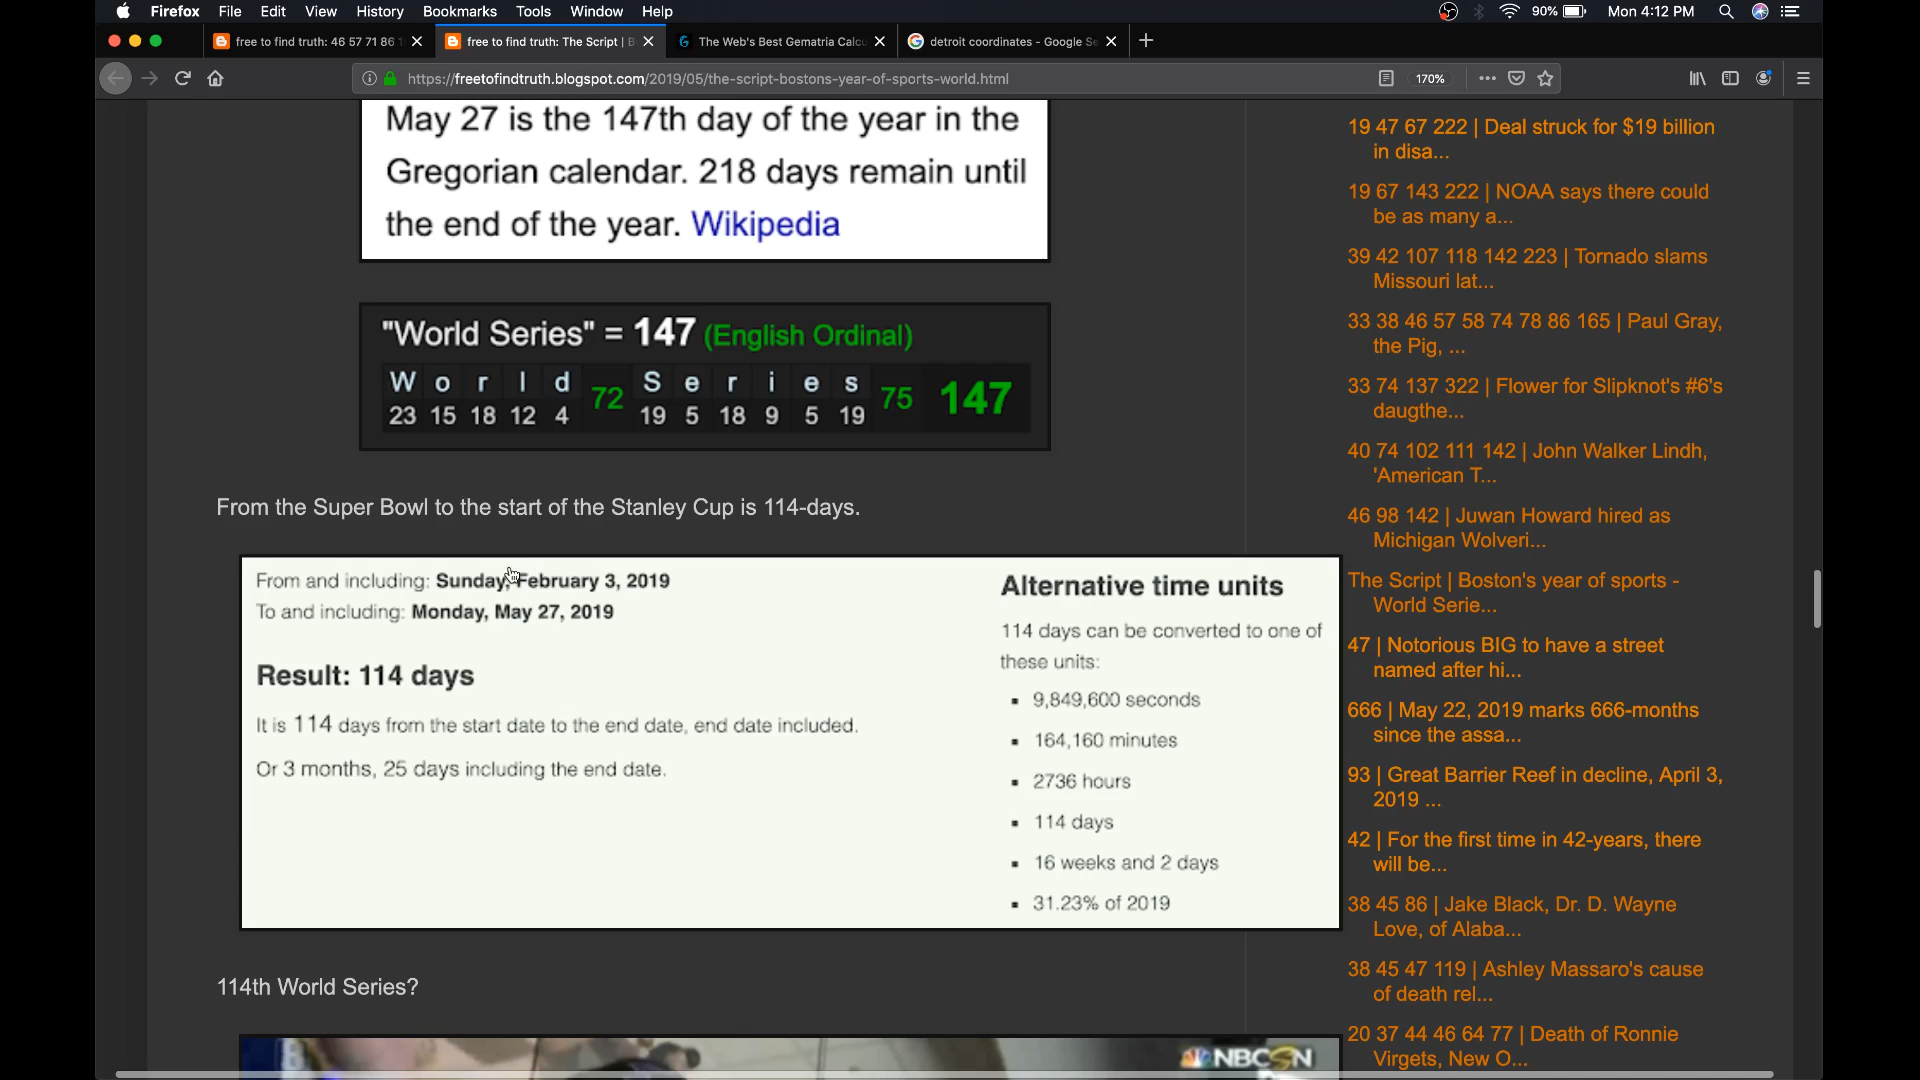 Firefox File Edit View History Bookmarks Tools Window Help 90% Mon 4:12 PM
free to find truth: 46 57 71 86 1
free to find truth: The Script | B
The Web's Best Gematria Calcu
detroit coordinates - Google Se
https://freetofindtruth.blogspot.com/2019/05/the-script-bostons-year-of-sports-world.html 170%
May 27 is the 147th day of the year in the
Gregorian calendar. 218 days remain until
the end of the year. Wikipedia
"World Series" = 147 (English Ordinal)
W o r l d 72 S e r i e s 75 147
23 15 18 12 4 19 5 18 9 5 19
From the Super Bowl to the start of the Stanley Cup is 114-days.
From and including: Sunday, February 3, 2019
To and including: Monday, May 27, 2019
Result: 114 days
It is 114 days from the start date to the end date, end date included.
Or 3 months, 25 days including the end date.
Alternative time units
114 days can be converted to one of
these units:
▪ 9,849,600 seconds
▪ 164,160 minutes
▪ 2736 hours
▪ 114 days
▪ 16 weeks and 2 days
▪ 31.23% of 2019
114th World Series?
NBCSN
19 47 67 222 | Deal struck for $19 billion
in disa...
19 67 143 222 | NOAA says there could
be as many a...
39 42 107 118 142 223 | Tornado slams
Missouri lat...
33 38 46 57 58 74 78 86 165 | Paul Gray,
the Pig, ...
33 74 137 322 | Flower for Slipknot's #6's
daugthe...
40 74 102 111 142 | John Walker Lindh,
'American T...
46 98 142 | Juwan Howard hired as
Michigan Wolveri...
The Script | Boston's year of sports -
World Serie...
47 | Notorious BIG to have a street
named after hi...
666 | May 22, 2019 marks 666-months
since the assa...
93 | Great Barrier Reef in decline, April 3,
2019 ...
42 | For the first time in 42-years, there
will be...
38 45 86 | Jake Black, Dr. D. Wayne
Love, of Alaba...
38 45 47 119 | Ashley Massaro's cause
of death rel...
20 37 44 46 64 77 | Death of Ronnie
Virgets, New O...